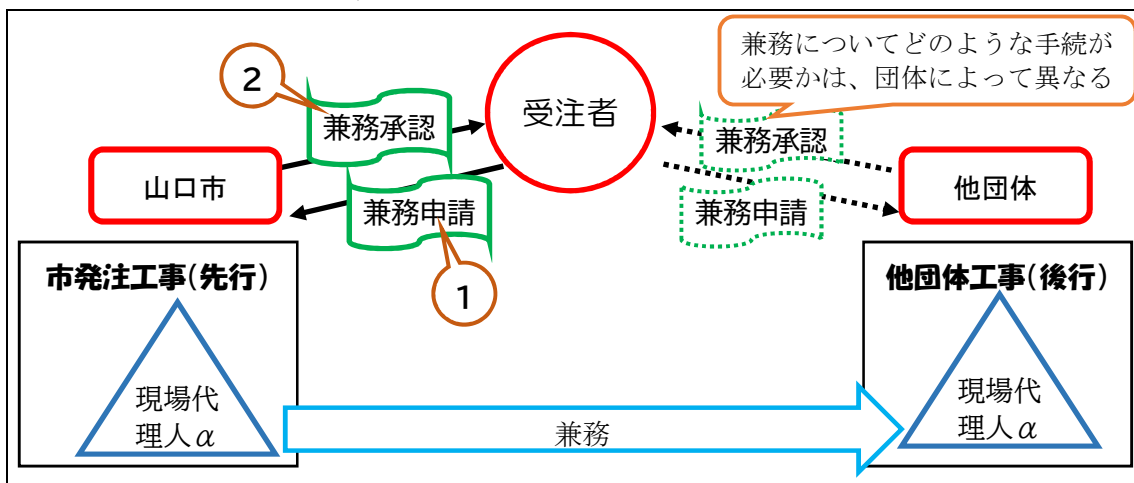 兼務についてどのような手続が
必要かは、団体によって異なる
2
受注者
兼務承認
兼務承認
山口市
他団体
兼務申請
兼務申請
1
市発注工事(先行)
他団体工事(後行)
現場代
理人α
現場代
理人α
兼務